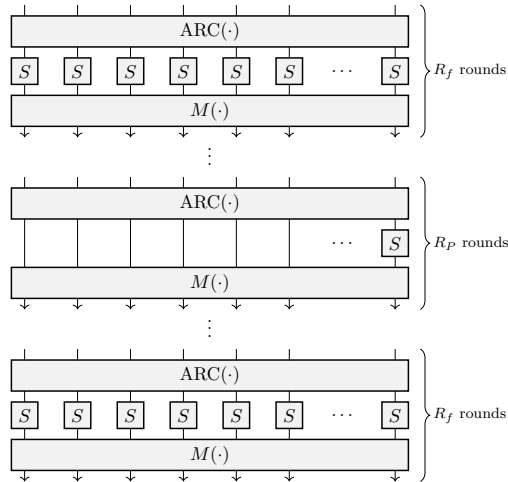 ARC(·)
S S S S S S ··· S
R_f rounds
M(·)
⋮
ARC(·)
··· S
R_P rounds
M(·)
⋮
ARC(·)
S S S S S S ··· S
R_f rounds
M(·)